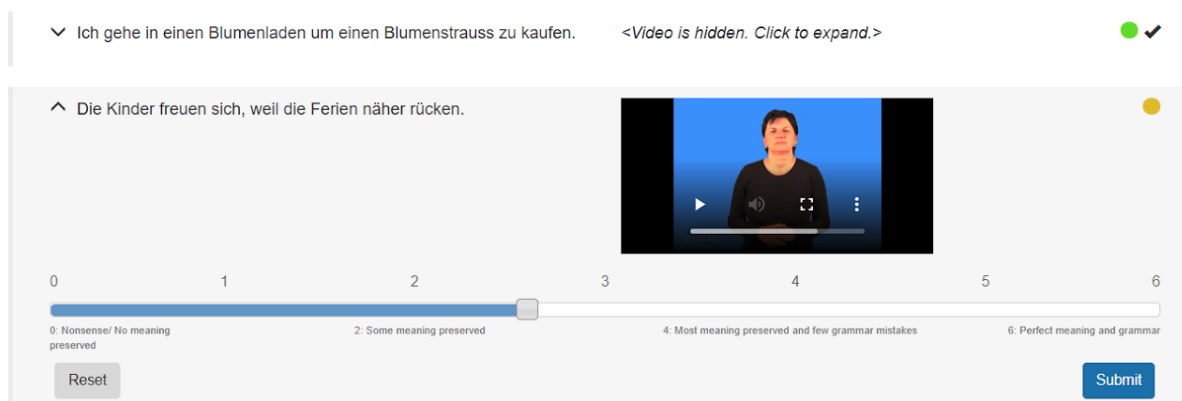 Ich gehe in einen Blumenladen um einen Blumenstrauss zu kaufen. <Video is hidden. Click to expand.>
Die Kinder freuen sich, weil die Ferien näher rücken.
0 1 2 3 4 5 6
0: Nonsense/ No meaning preserved 2: Some meaning preserved 4: Most meaning preserved and few grammar mistakes 6: Perfect meaning and grammar
Reset Submit